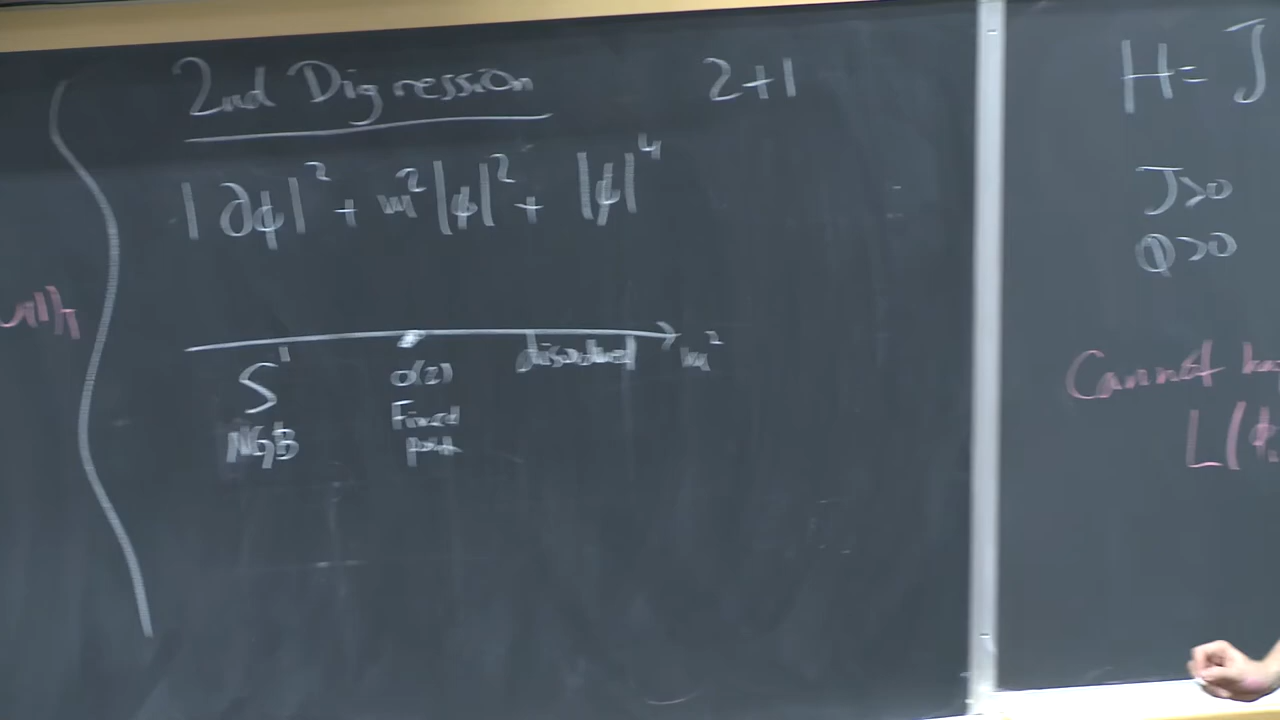 2nd Digression 2+1
|∂ϕ|² + m²|ϕ|² + |ϕ|⁴
m²
S¹ O(2) disordered
NGB Fixed
point
H = J
J>0
Q>0
Cannot
L(